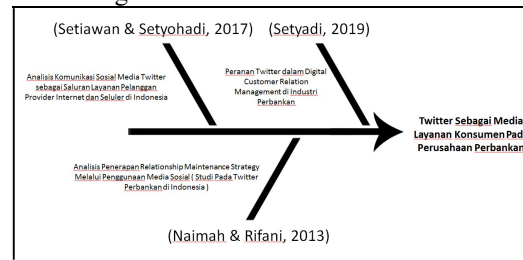 (Setiawan & Setyohadi, 2017) (Setyadi, 2019)
Analisis Komunikasi Sosial Media Twitter
sebagai Saluran Layanan Pelanggan
Provider Internet dan Seluler di Indonesia
Peranan Twitter dalam Digital
Customer Relation
Management di Industri
Perbankan
Twitter Sebagai Media
Layanan Konsumen Pad
Perusahaan Perbankan
Analisis Penerapan Relationship Maintenance Strategy
Melalui Penggunaan Media Sosial ( Studi Pada Twitter
Perbankan di Indonesia )
(Naimah & Rifani, 2013)